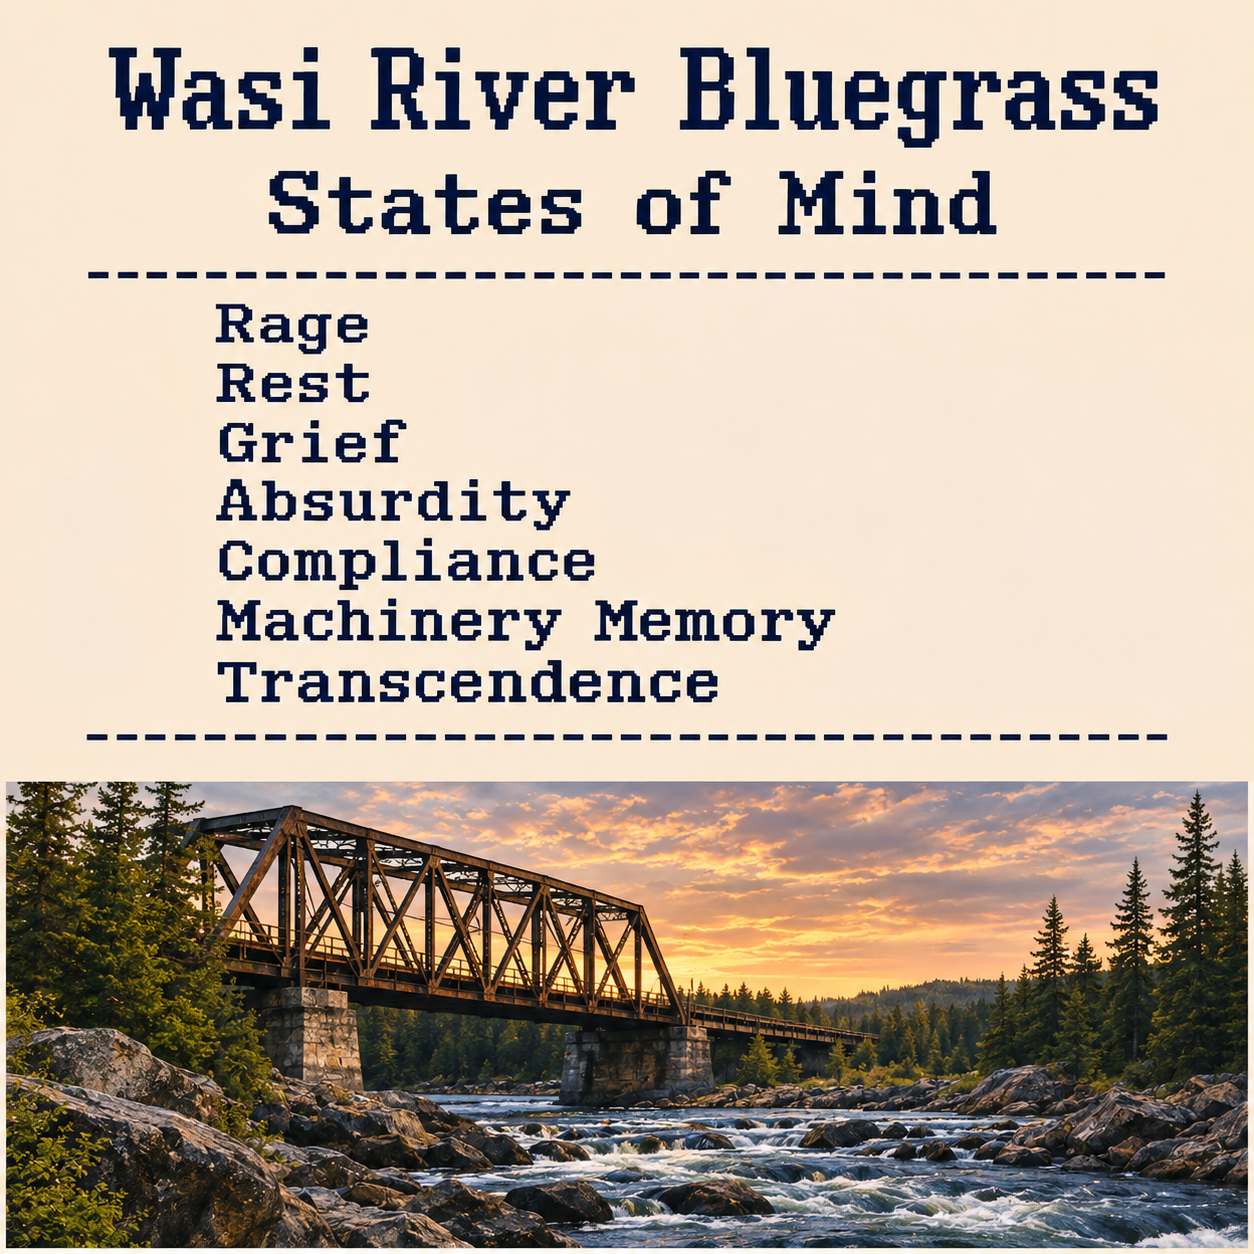 Wasi River Bluegrass
States of Mind
-------------------------------------
Rage
Rest
Grief
Absurdity
Compliance
Machinery Memory
Transcendence
-------------------------------------